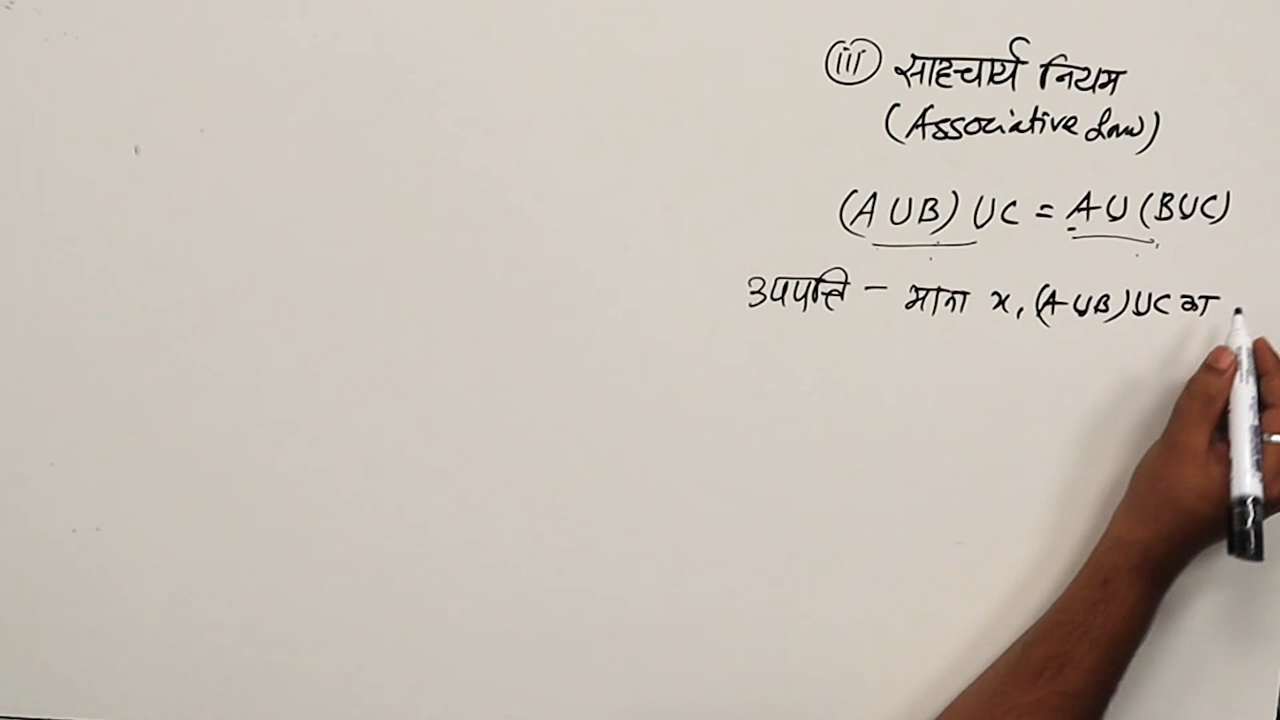 (iii) साहचार्य नियम
(Associative Law)
(A ∪ B) ∪ C = A ∪ (B ∪ C)
उपपत्ति - माना x, (A ∪ B) ∪ C का